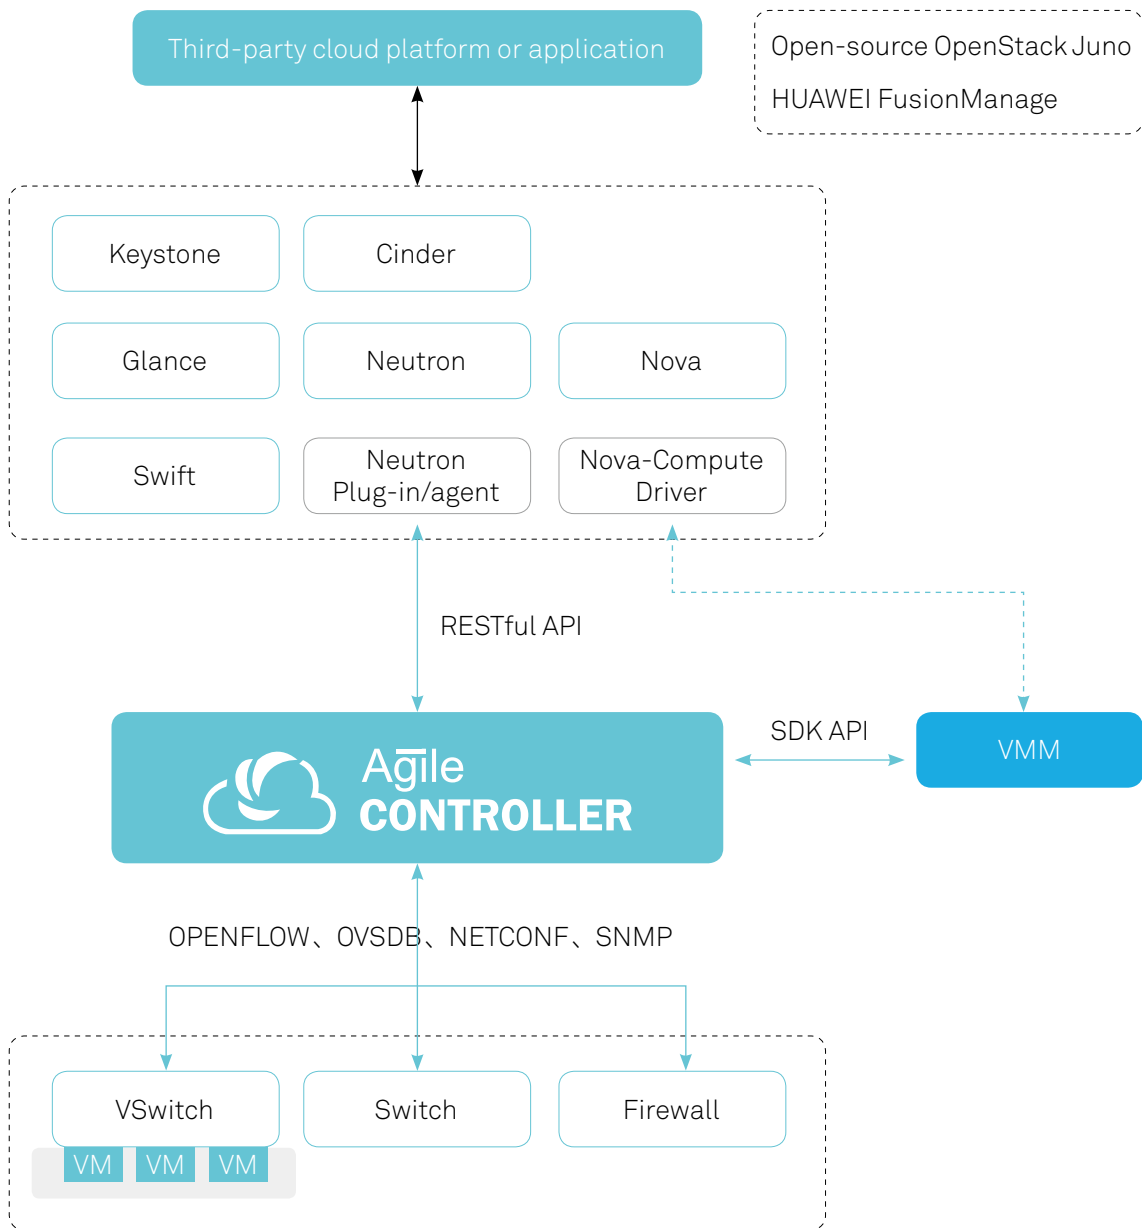 Third-party cloud platform or application
Open-source OpenStack Juno
HUAWEI FusionManage
Keystone
Cinder
Glance
Neutron
Nova
Swift
Neutron
Plug-in/agent
Nova-Compute
Driver
RESTful API
Agile
CONTROLLER
SDK API
VMM
OPENFLOW、OVSDB、NETCONF、SNMP
VSwitch
Switch
Firewall
VM
VM
VM